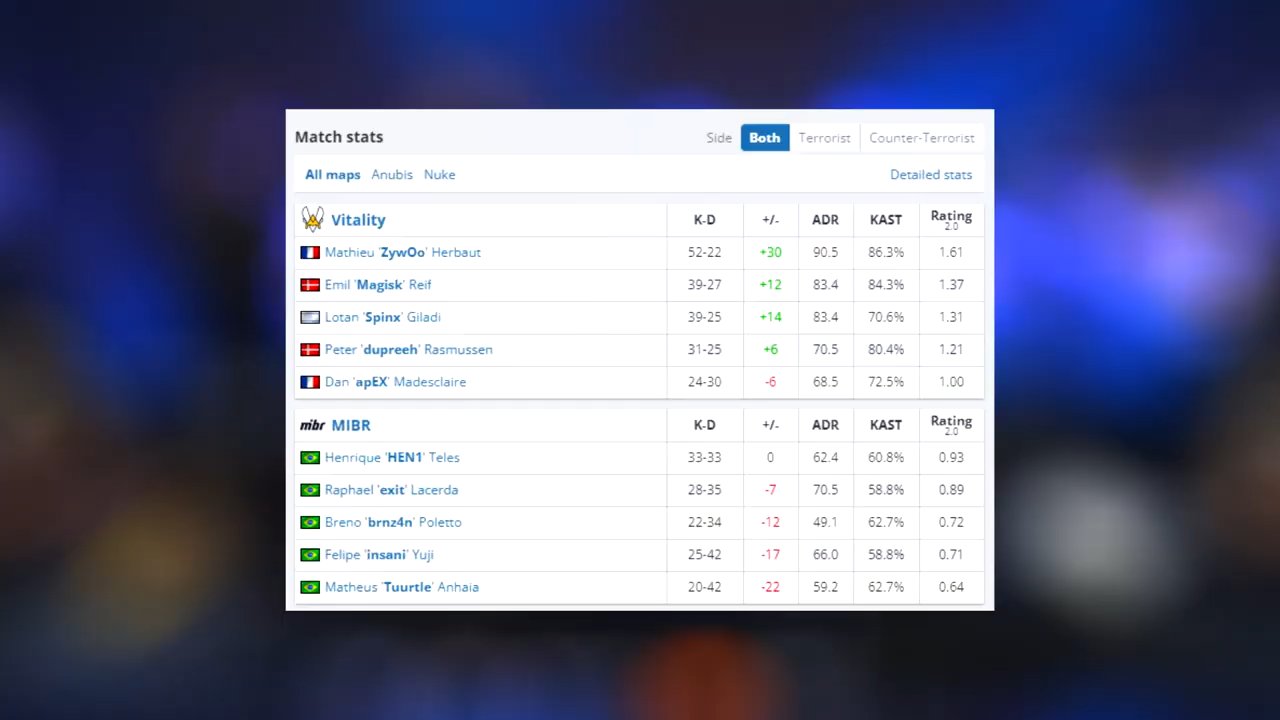 Match stats Side Both Terrorist Counter-Terrorist
All maps Anubis Nuke Detailed stats
Vitality K-D +/- ADR KAST Rating 2.0
Mathieu 'ZywOo' Herbaut 52-22 +30 90.5 86.3% 1.61
Emil 'Magisk' Reif 39-27 +12 83.4 84.3% 1.37
Lotan 'Spinx' Giladi 39-25 +14 83.4 70.6% 1.31
Peter 'dupreeh' Rasmussen 31-25 +6 70.5 80.4% 1.21
Dan 'apEX' Madesclaire 24-30 -6 68.5 72.5% 1.00
mibr MIBR K-D +/- ADR KAST Rating 2.0
Henrique 'HEN1' Teles 33-33 0 62.4 60.8% 0.93
Raphael 'exit' Lacerda 28-35 -7 70.5 58.8% 0.89
Breno 'brnz4n' Poletto 22-34 -12 49.1 62.7% 0.72
Felipe 'insani' Yuji 25-42 -17 66.0 58.8% 0.71
Matheus 'Tuurtle' Anhaia 20-42 -22 59.2 62.7% 0.64